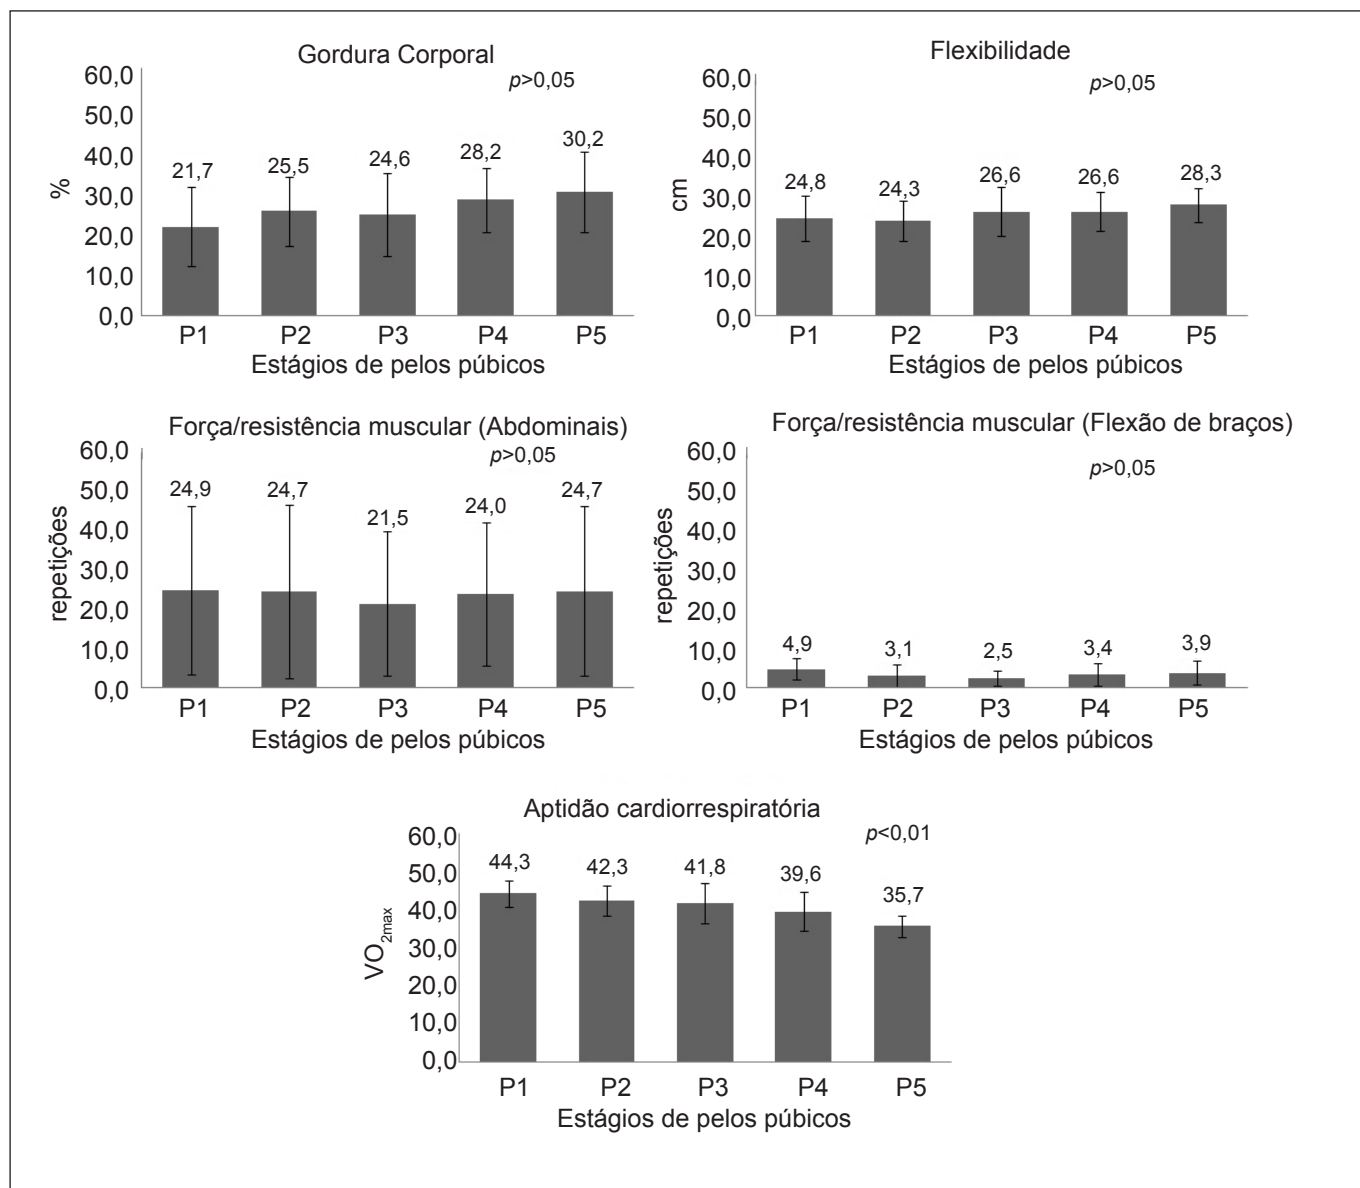 Gordura Corporal
p>0,05
60,0
50,0
40,0
30,0
20,0
10,0
0,0
%
21,7
25,5
24,6
28,2
30,2
P1 P2 P3 P4 P5
Estágios de pelos púbicos
Flexibilidade
p>0,05
60,0
50,0
40,0
30,0
20,0
10,0
0,0
cm
24,8
24,3
26,6
26,6
28,3
P1 P2 P3 P4 P5
Estágios de pelos púbicos
Força/resistência muscular (Abdominais)
p>0,05
60,0
50,0
40,0
30,0
20,0
10,0
0,0
repetições
24,9
24,7
21,5
24,0
24,7
P1 P2 P3 P4 P5
Estágios de pelos púbicos
Força/resistência muscular (Flexão de braços)
p>0,05
60,0
50,0
40,0
30,0
20,0
10,0
0,0
repetições
4,9
3,1
2,5
3,4
3,9
P1 P2 P3 P4 P5
Estágios de pelos púbicos
Aptidão cardiorrespiratória
p<0,01
60,0
50,0
40,0
30,0
20,0
10,0
0,0
VO2max
44,3
42,3
41,8
39,6
35,7
P1 P2 P3 P4 P5
Estágios de pelos púbicos